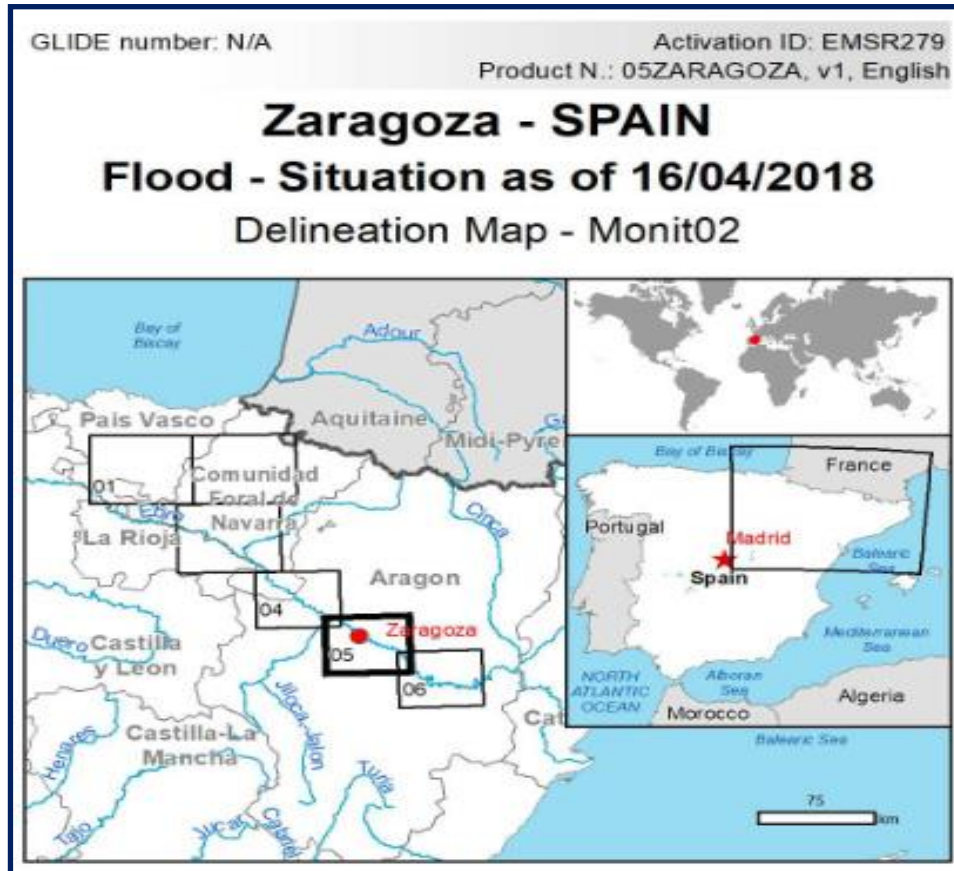 GLIDE number: N/A
Activation ID: EMSR279
Product N.: 05ZARAGOZA, v1, English
Zaragoza - SPAIN
Flood - Situation as of 16/04/2018
Delineation Map - Monit02
Bay of
Biscay
Adour
Aquitaine
Midi-Pyre
Pais Vasco
01
Comunidad
Foral de
Navarra
Ebro
La Rioja
Cinca
Aragon
04
Zaragoza
05
06
Duero
Castilla
y Leon
Jiloca-Jalon
Castilla-La
Mancha
Henares
Tajo
Jucar
Cabriel
Turia
Cat
Bay of Biscay
France
Portugal
Madrid
Spain
Balearic
Sea
Mediterranean
Sea
NORTH
ATLANTIC
OCEAN
Alboran
Sea
Algeria
Morocco
Balearic Sea
75
km